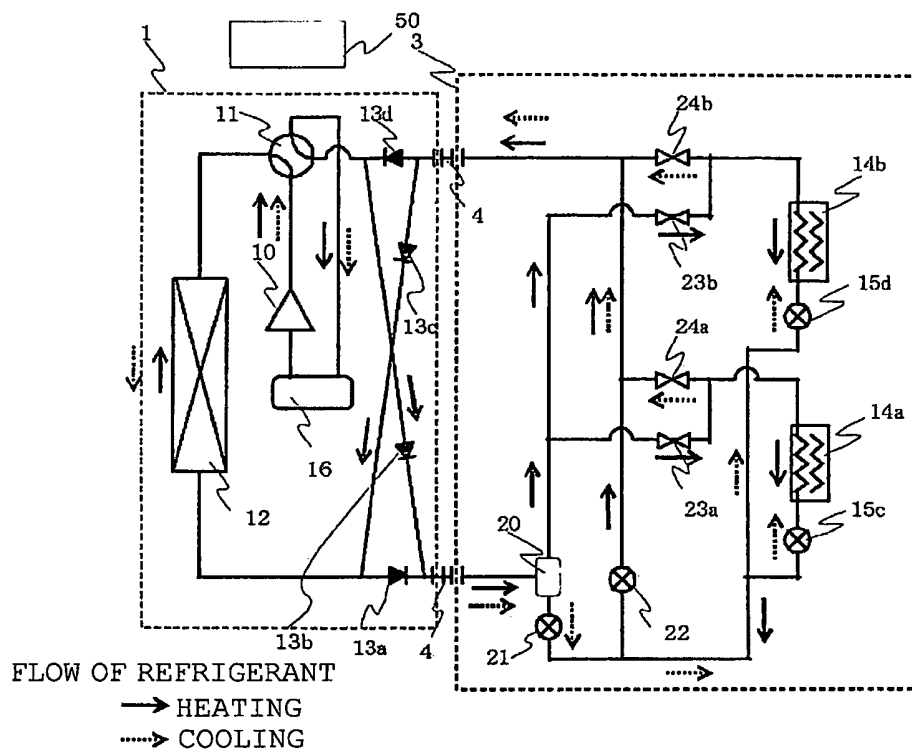 50
1
3
11
13d
24b
14b
4
10
23b
15d
13c
24a
14a
16
12
23a
15c
20
22
21
13b
13a
4
FLOW OF REFRIGERANT
HEATING
COOLING